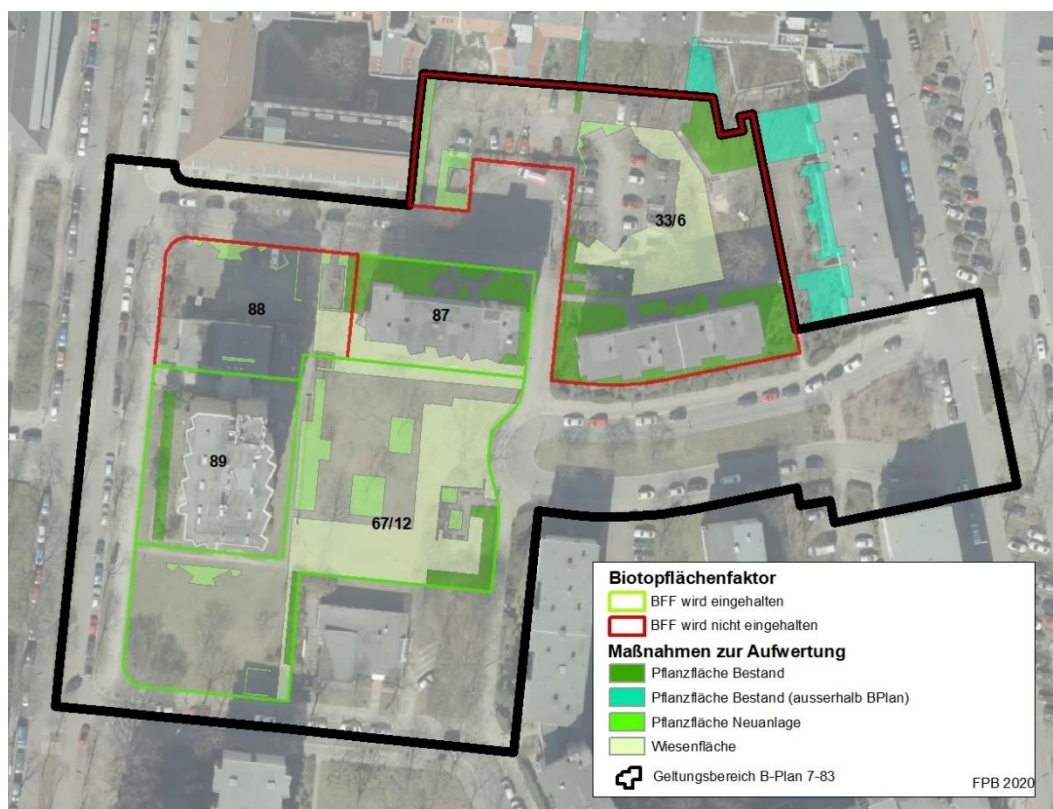 33/6
88
87
89
67/12
Biotopflächenfaktor
BFF wird eingehalten
BFF wird nicht eingehalten
Maßnahmen zur Aufwertung
Pflanzfläche Bestand
Pflanzfläche Bestand (ausserhalb BPlan)
Pflanzfläche Neuanlage
Wiesenfläche
Geltungsbereich B-Plan 7-83
FPB 2020